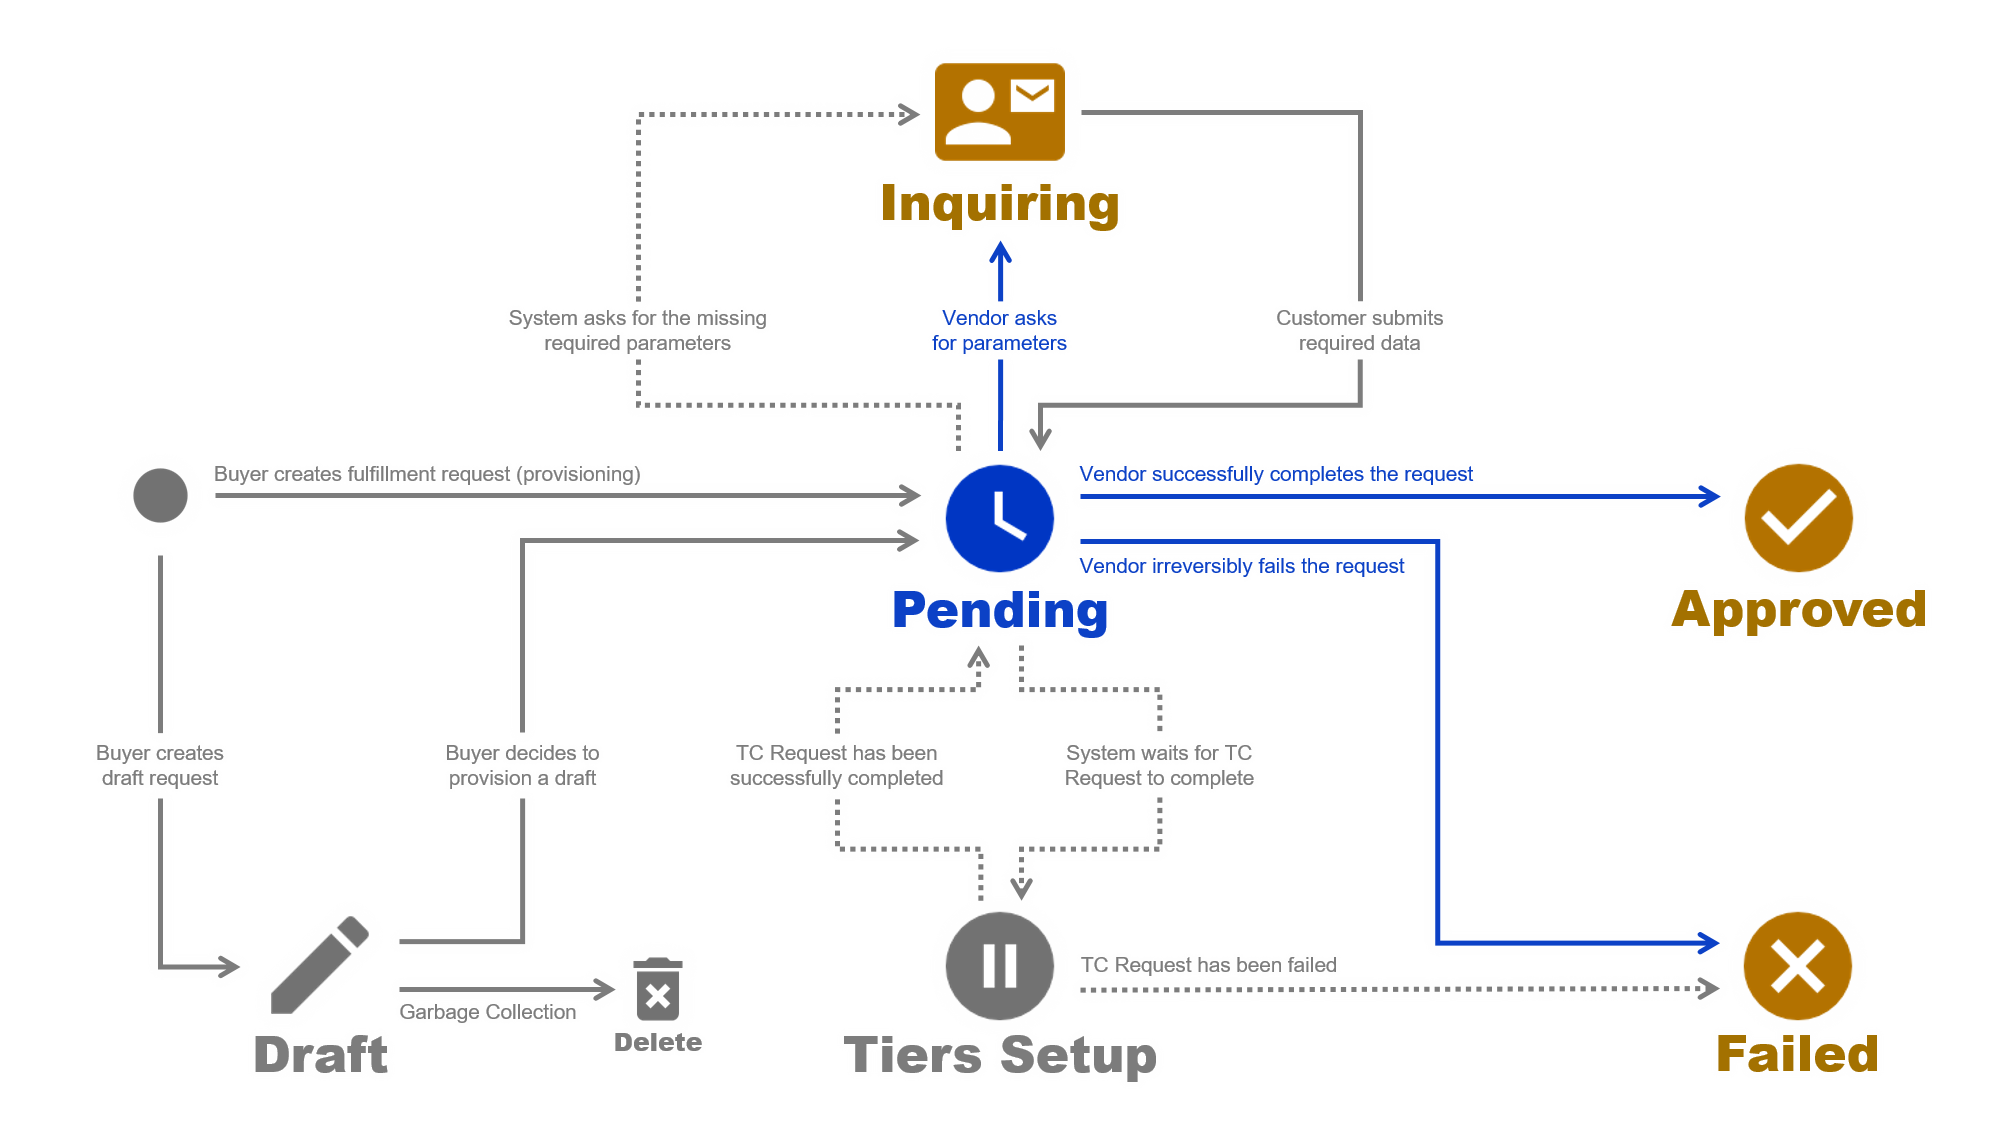 Inquiring
System asks for the missing
required parameters
Vendor asks
for parameters
Customer submits
required data
Buyer creates fulfillment request (provisioning)
Vendor successfully completes the request
Vendor irreversibly fails the request
Pending
Approved
Buyer creates
draft request
Buyer decides to
provision a draft
TC Request has been
successfully completed
System waits for TC
Request to complete
TC Request has been failed
Garbage Collection
Delete
Draft
Tiers Setup
Failed